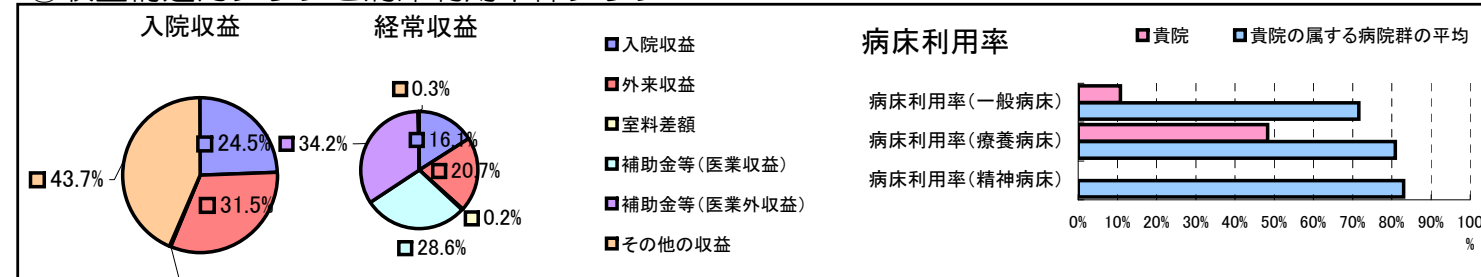 入院収益
経常収益
0.3%
24.5%
43.7%
31.5%
34.2%
16.1%
20.7%
0.2%
28.6%
入院収益
外来収益
室料差額
補助金等(医業収益)
補助金等(医業外収益)
その他の収益
病床利用率
貴院 貴院の属する病院群の平均
病床利用率(一般病床)
病床利用率(療養病床)
病床利用率(精神病床)
0% 10% 20% 30% 40% 50% 60% 70% 80% 90% 100
%